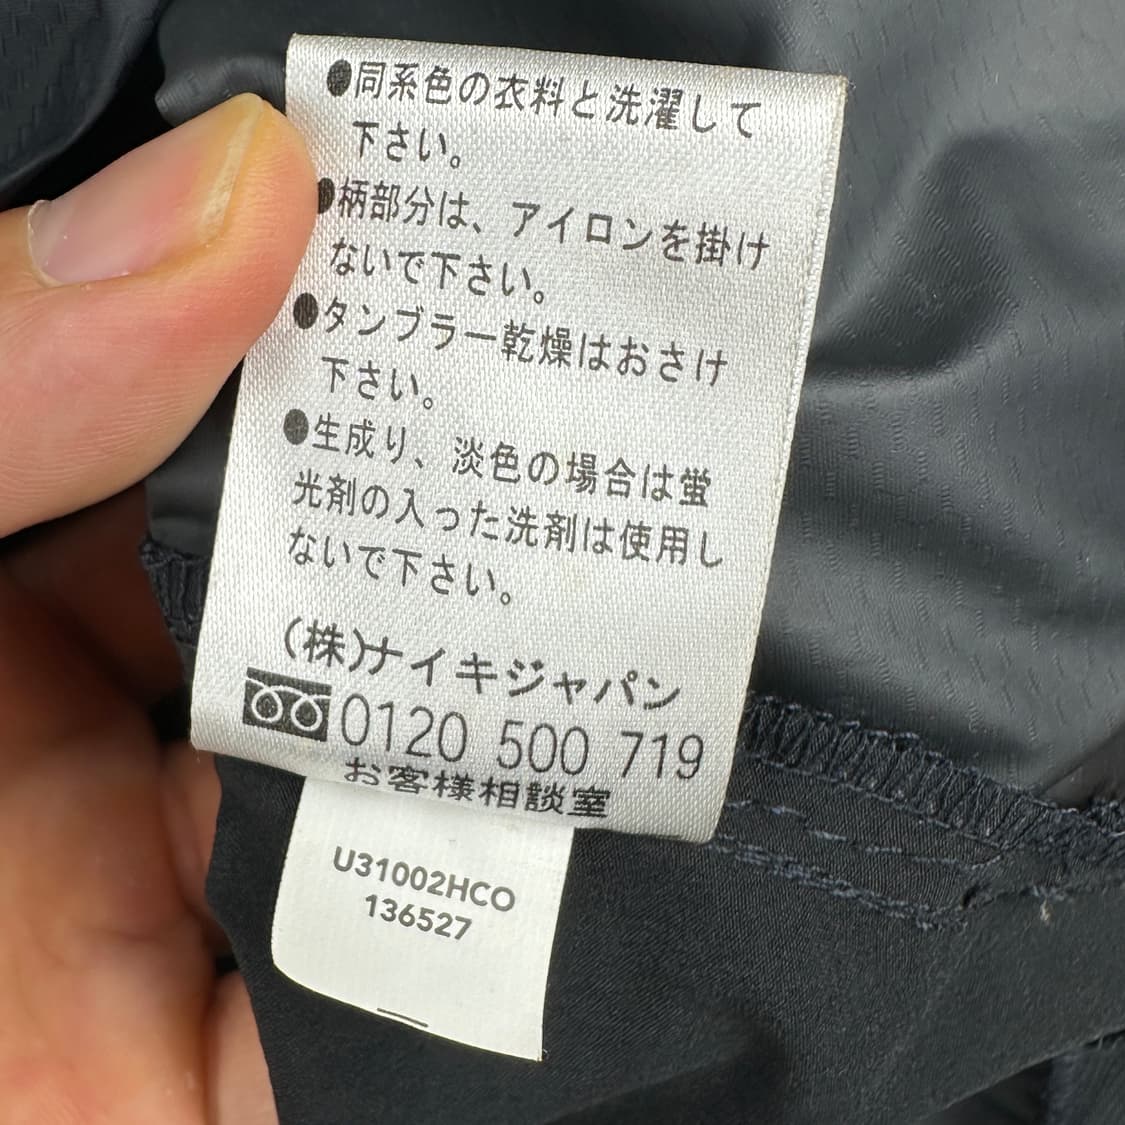 ●同系色の衣料と洗濯して
下さい。
●柄部分は、アイロンを掛け
ないで下さい。
●タンブラー乾燥はおさけ
下さい。
●生成り、淡色の場合は蛍
光剤の入った洗剤は使用し
ないで下さい。
(株)ナイキジャパン
0120 500 719
お客様相談室
U31002HCO
136527